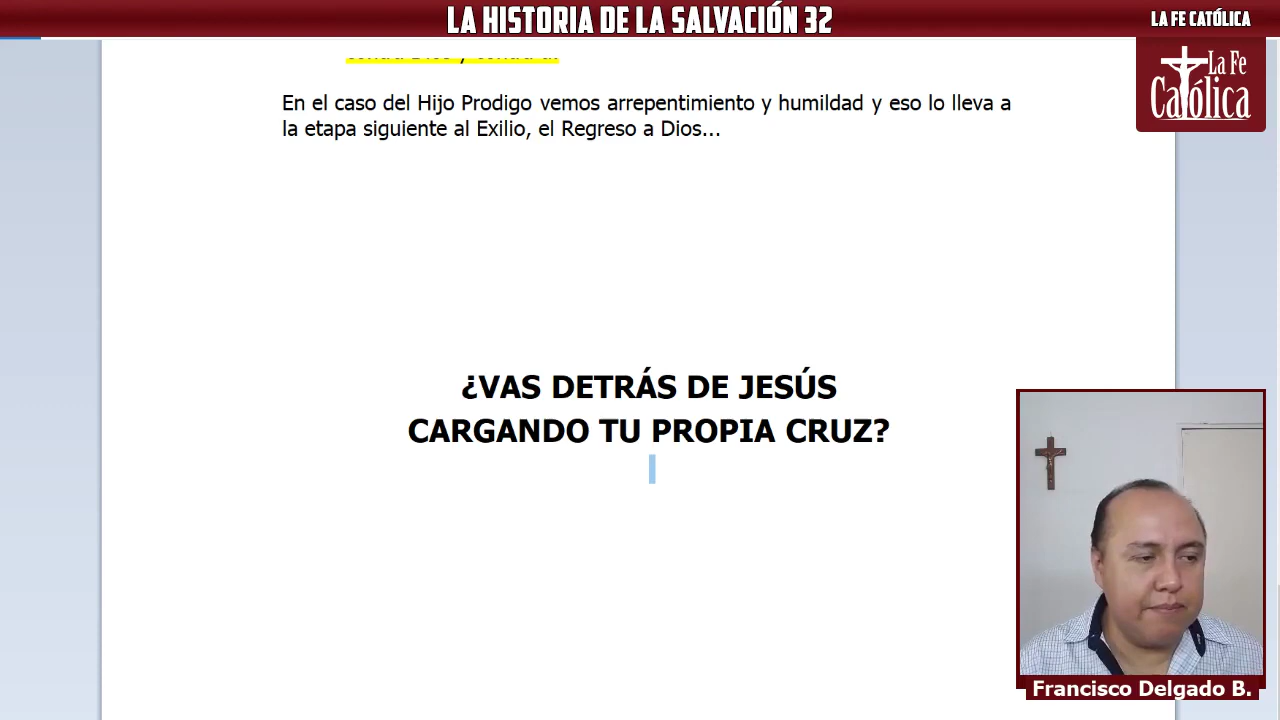 LA HISTORIA DE LA SALVACIÓN 32
LA FE CATÓLICA
La Fe
Católica
En el caso del Hijo Prodigo vemos arrepentimiento y humildad y eso lo lleva a
la etapa siguiente al Exilio, el Regreso a Dios...
¿VAS DETRÁS DE JESÚS
CARGANDO TU PROPIA CRUZ?
Francisco Delgado B.